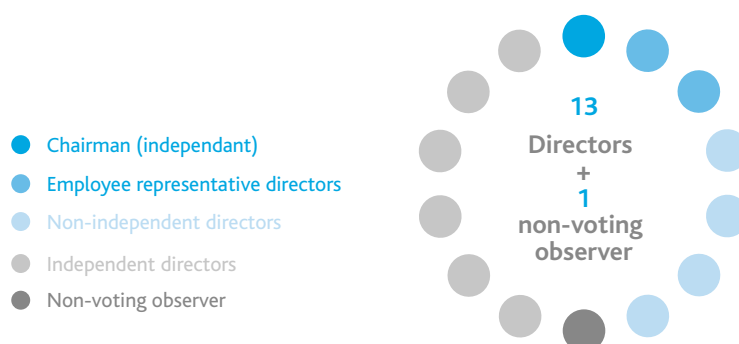 Chairman (independant)
Employee representative directors
Non-independent directors
Independent directors
Non-voting observer
13
Directors
+
1
non-voting
observer